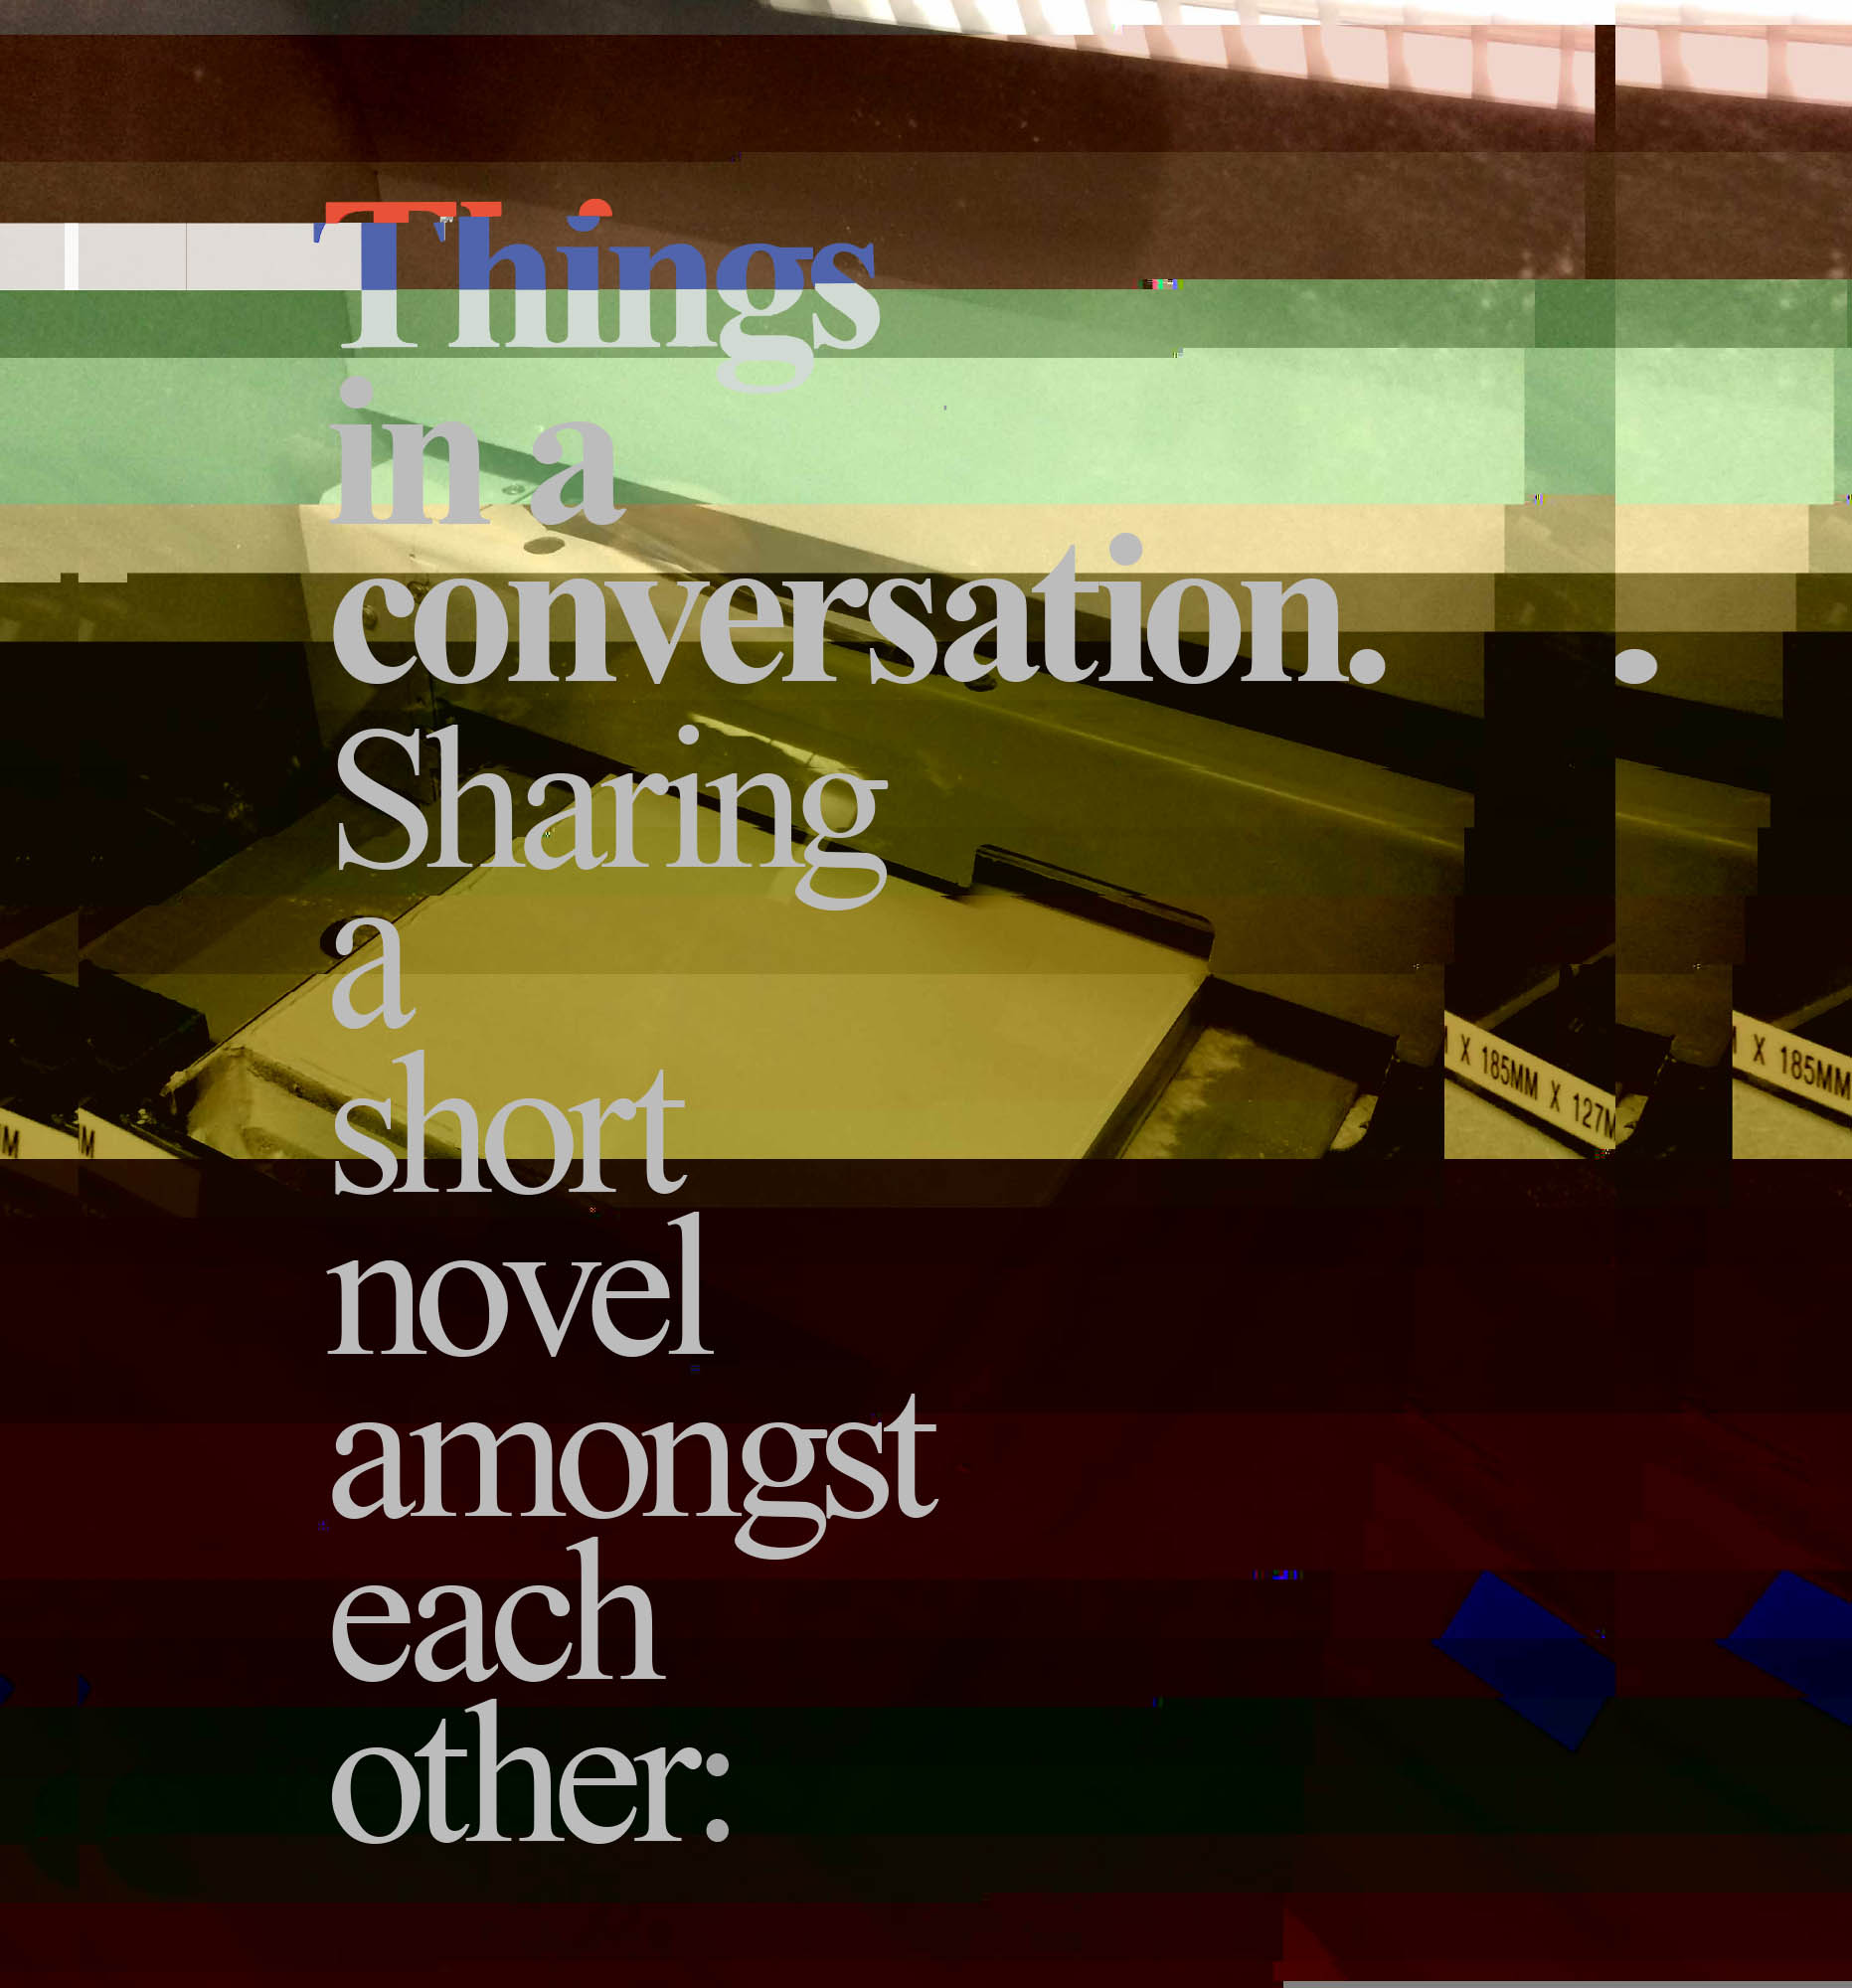 Things
in a
conversation.
.
Sharing
a
short
novel
X 185MM X 127M
X 185MM
M
M
amongst
each
other: